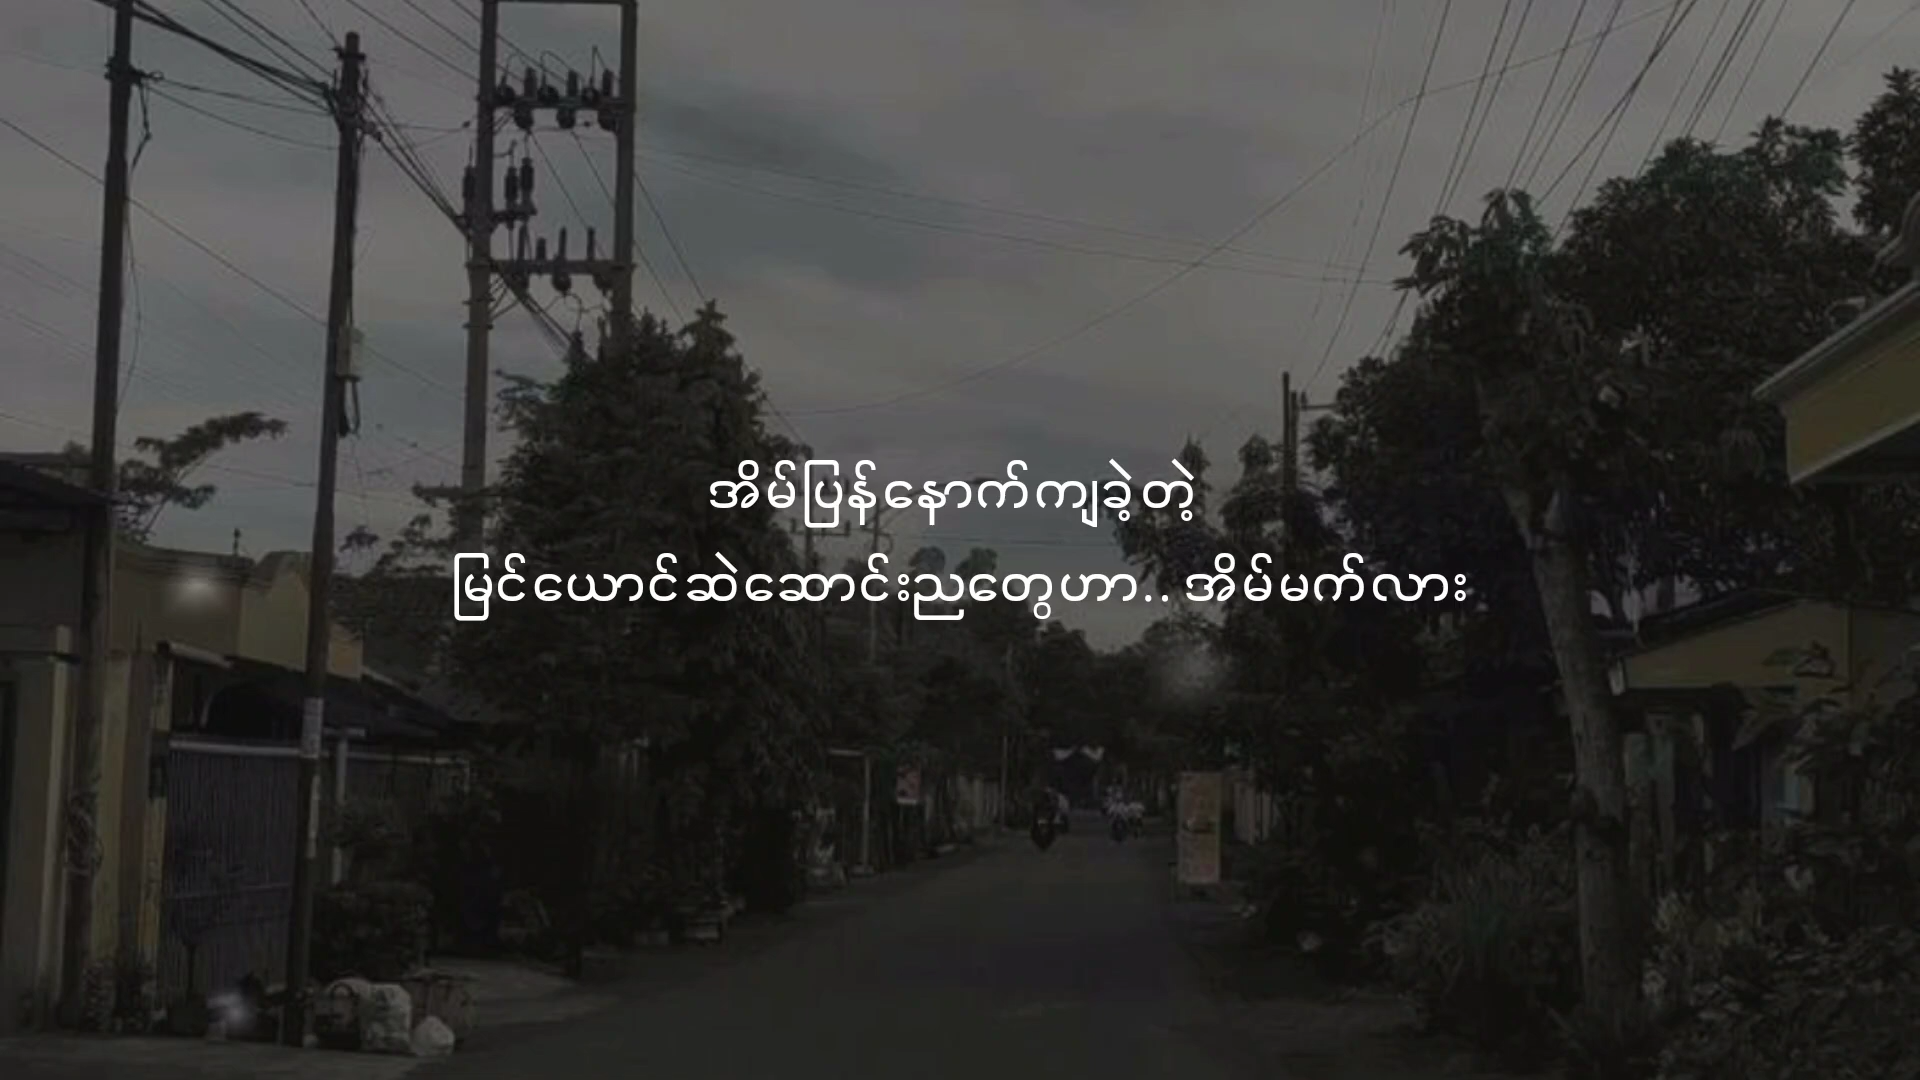 အိမ်ပြန်နောက်ကျခဲ့တဲ့
မြင်ယောင်ဆဲဆောင်းညတွေဟာ.. အိမ်မက်လား